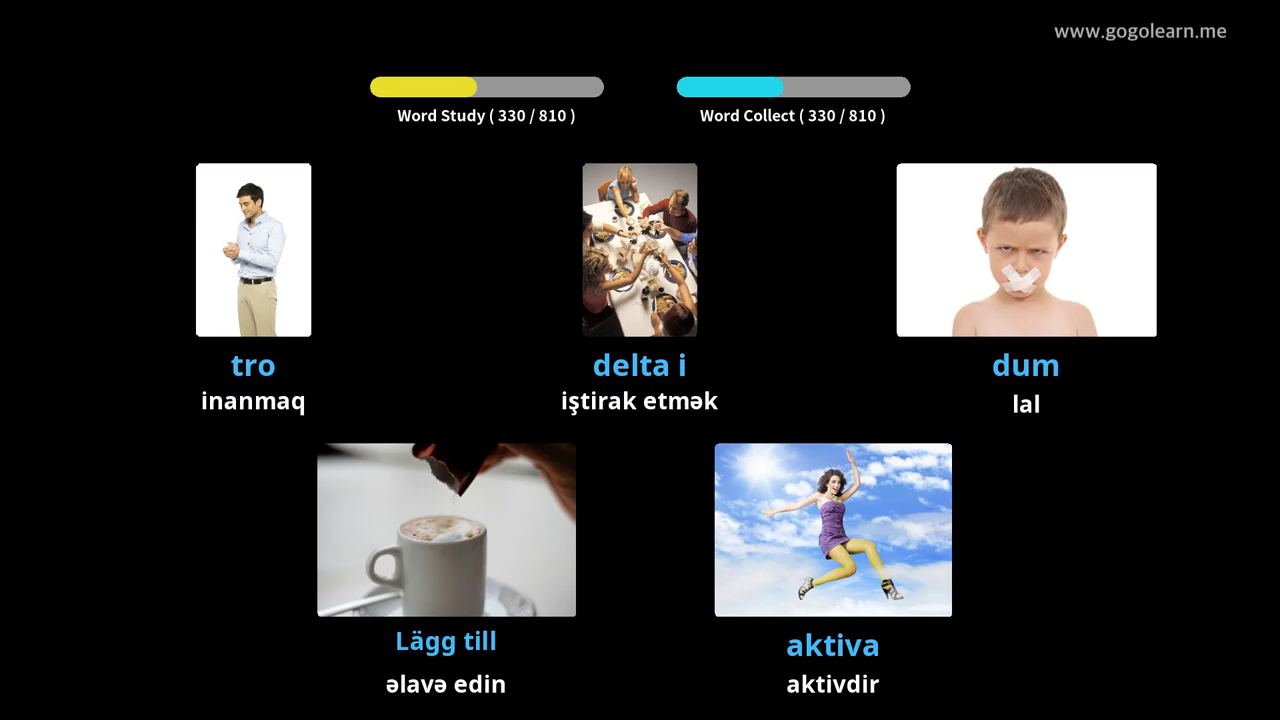 www.gogolearn.me
Word Study ( 330 / 810 )
Word Collect ( 330 / 810 )
tro
inanmaq
delta i
iştirak etmək
dum
lal
Lägg till
əlavə edin
aktiva
aktivdir